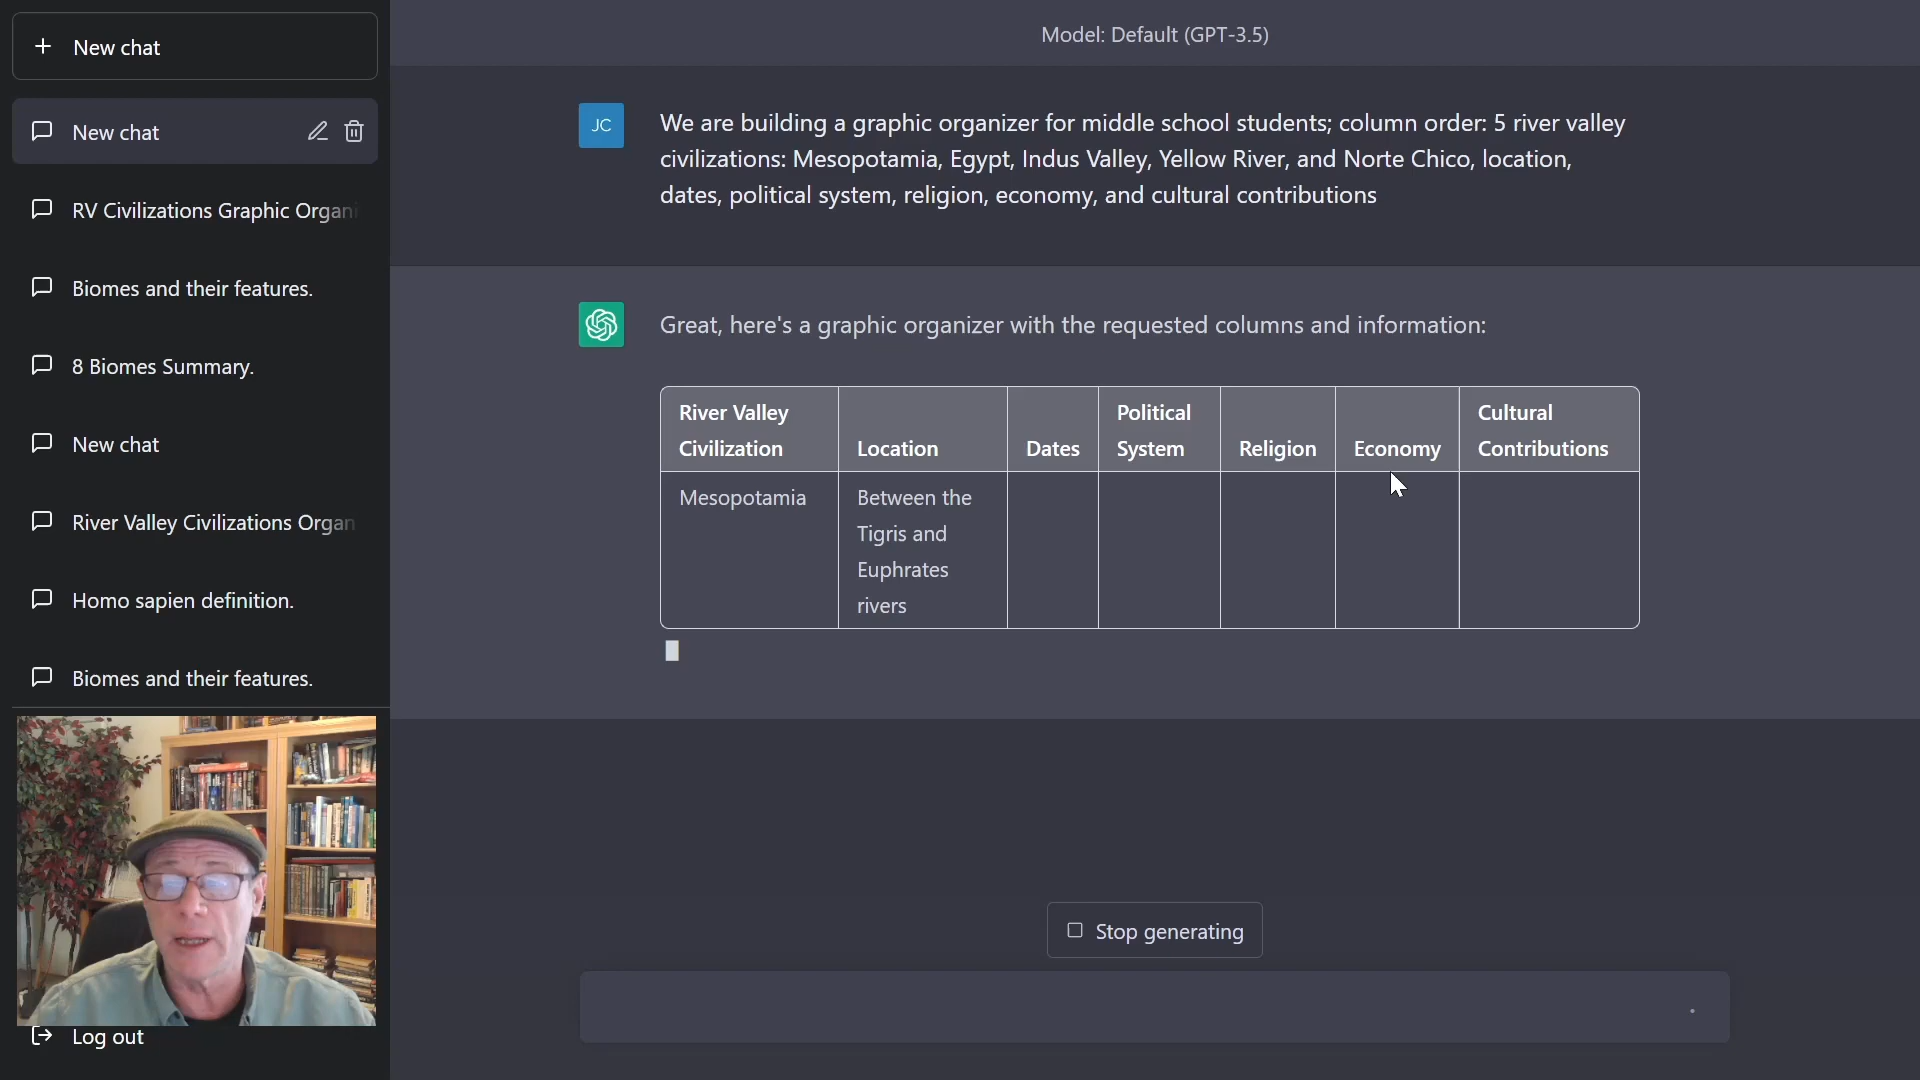 New chat
New chat
RV Civilizations Graphic Organi
Biomes and their features.
8 Biomes Summary.
New chat
River Valley Civilizations Organ
Homo sapien definition.
Biomes and their features.
Log out
Model: Default (GPT-3.5)
JC
We are building a graphic organizer for middle school students; column order: 5 river valley
civilizations: Mesopotamia, Egypt, Indus Valley, Yellow River, and Norte Chico, location,
dates, political system, religion, economy, and cultural contributions
Great, here's a graphic organizer with the requested columns and information:
River Valley
Civilization
Location
Dates
Political
System
Religion
Economy
Cultural
Contributions
Mesopotamia
Between the
Tigris and
Euphrates
rivers
Stop generating